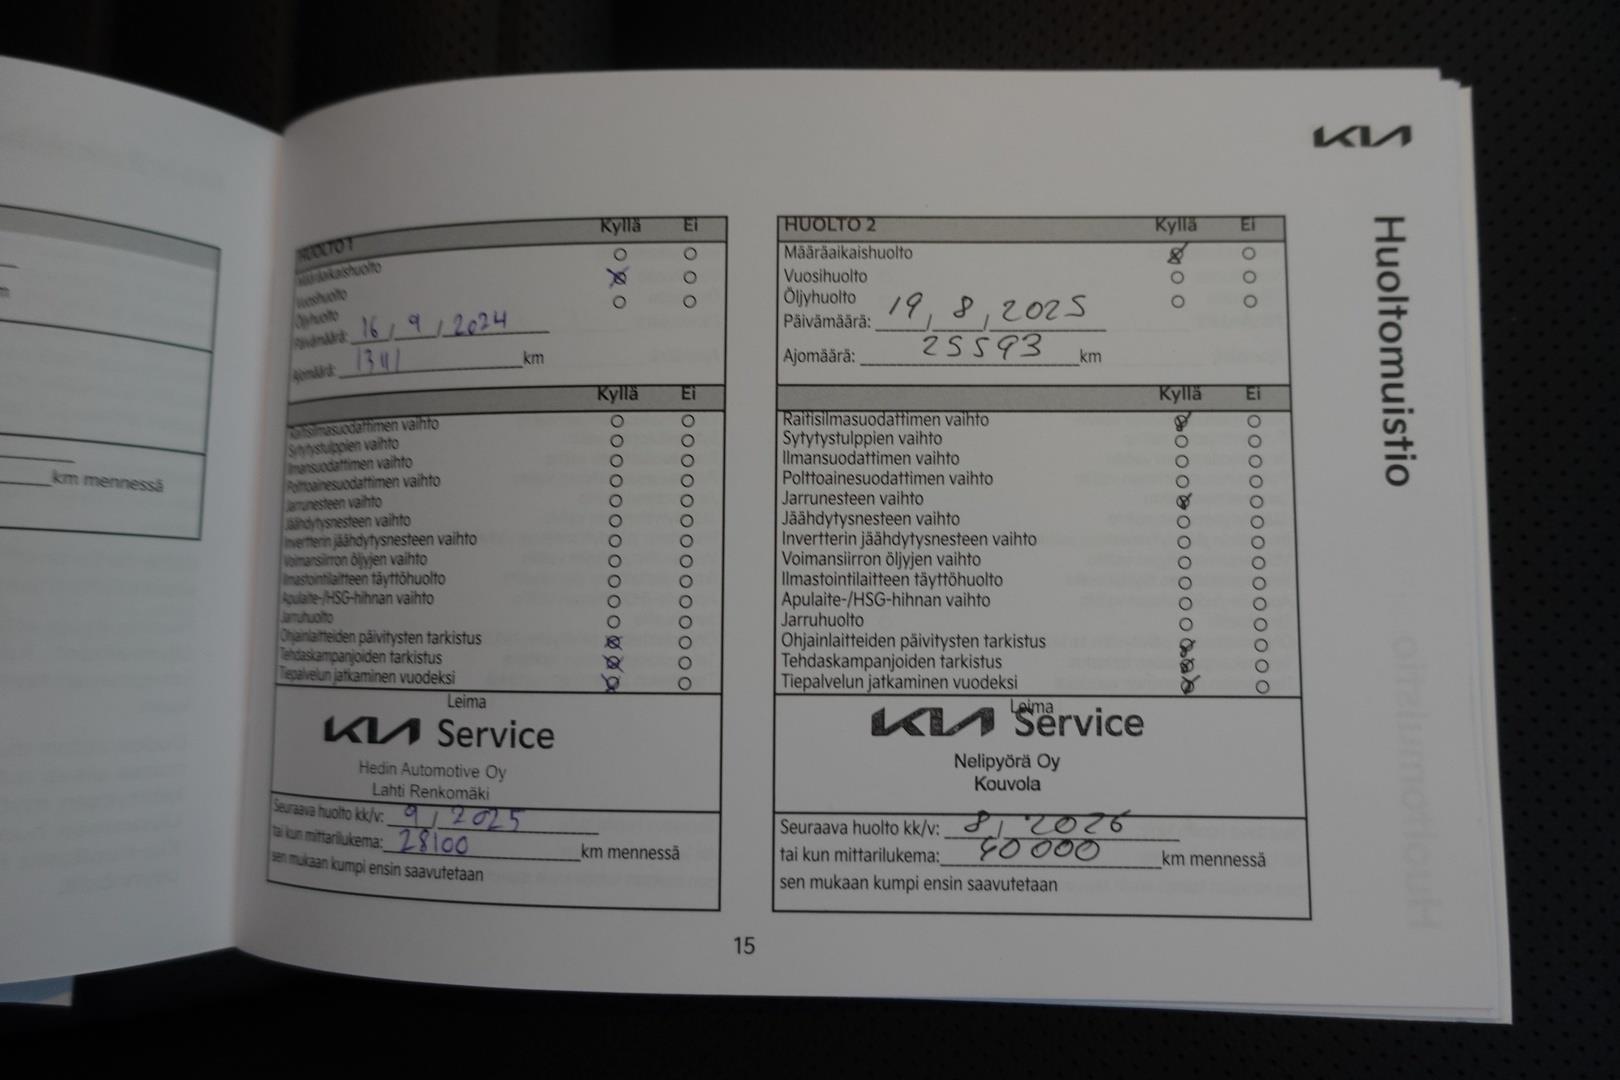 KIA
Huoltomuistio
km mennessä
HUOLTO 1 Kyllä Ei
Määräaikaishuolto
Vuosihuolto
Öljyhuolto
Päivämäärä: 16 / 9 / 2024
Ajomäärä: km
Kyllä Ei
Raitisilmasuodattimen vaihto
Sytytystulppien vaihto
Ilmansuodattimen vaihto
Polttoainesuodattimen vaihto
Jarrunesteen vaihto
Jäähdytysnesteen vaihto
Invertterin jäähdytysnesteen vaihto
Voimansiirron öljyjen vaihto
Ilmastointilaitteen täyttöhuolto
Apulaite-/HSG-hihnan vaihto
Jarruhuolto
Ohjainlaitteiden päivitysten tarkistus
Tehdaskampanjoiden tarkistus
Tiepalvelun jatkaminen vuodeksi
Leima
KIA Service
Hedin Automotive Oy
Lahti Renkomäki
Seuraava huolto kk/v: 9 / 2025
tai kun mittarilukema: 28100 km mennessä
sen mukaan kumpi ensin saavutetaan
HUOLTO 2 Kyllä Ei
Määräaikaishuolto
Vuosihuolto
Öljyhuolto
Päivämäärä: 19 / 8 / 2025
Ajomäärä: 25593 km
Kyllä Ei
Raitisilmasuodattimen vaihto
Sytytystulppien vaihto
Ilmansuodattimen vaihto
Polttoainesuodattimen vaihto
Jarrunesteen vaihto
Jäähdytysnesteen vaihto
Invertterin jäähdytysnesteen vaihto
Voimansiirron öljyjen vaihto
Ilmastointilaitteen täyttöhuolto
Apulaite-/HSG-hihnan vaihto
Jarruhuolto
Ohjainlaitteiden päivitysten tarkistus
Tehdaskampanjoiden tarkistus
Tiepalvelun jatkaminen vuodeksi
Leima
KIA Service
Nelipyörä Oy
Kouvola
Seuraava huolto kk/v: 8 / 2026
tai kun mittarilukema: 40 000 km mennessä
sen mukaan kumpi ensin saavutetaan
15